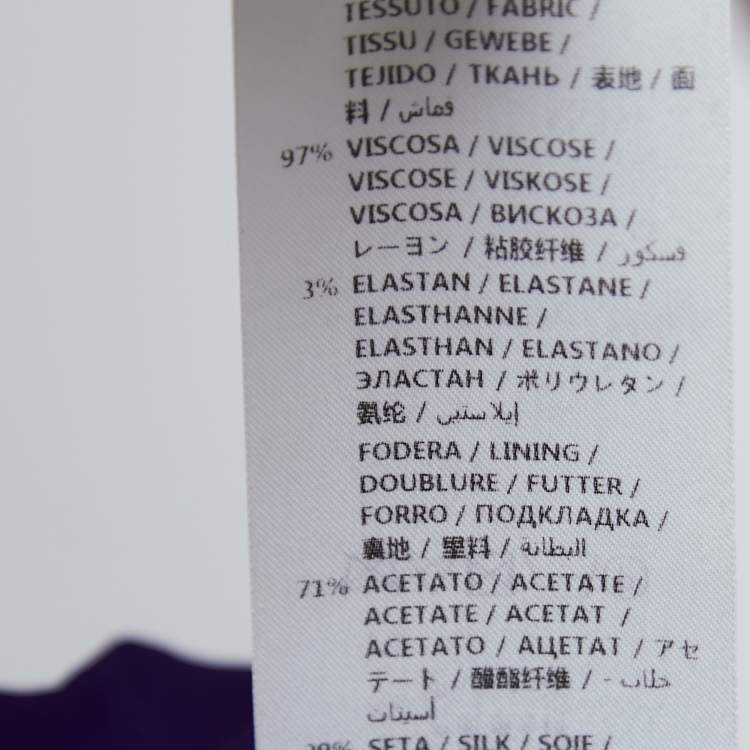 TESSUTO / FABRIC /
TISSU / GEWEBE /
TEJIDO / ТКАНЬ / 表地 / 面
料 / قماش
97% VISCOSA / VISCOSE /
VISCOSE / VISKOSE /
VISCOSA / ВИСКОЗА /
レーヨン / 粘胶纤维 / فسكور
3% ELASTAN / ELASTANE /
ELASTHANNE /
ELASTHAN / ELASTANO /
ЭЛАСТАН / ポリウレタン /
氨纶 / إيلاستين
FODERA / LINING /
DOUBLURE / FUTTER /
FORRO / ПОДКЛАДКА /
裏地 / 里料 / البطانة
71% ACETATO / ACETATE /
ACETATE / ACETAT /
ACETATO / АЦЕТАТ / アセ
テート / 醋酯纤维 / -
أسيتات
SETA / SILK / SOIE /